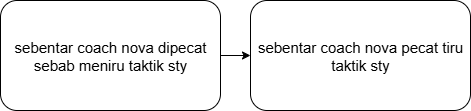 sebentar coach nova dipecat
sebab meniru taktik sty
sebentar coach nova pecat tiru
taktik sty